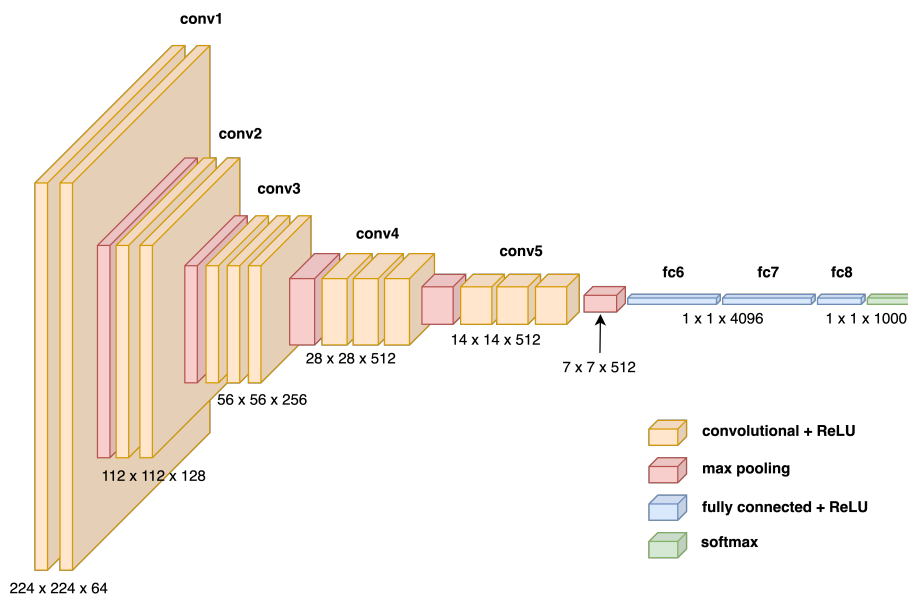 conv1
conv2
conv3
conv4
conv5
fc6
fc7
fc8
1 x 1 x 4096
1 x 1 x 1000
14 x 14 x 512
28 x 28 x 512
7 x 7 x 512
56 x 56 x 256
112 x 112 x 128
224 x 224 x 64
convolutional + ReLU
max pooling
fully connected + ReLU
softmax